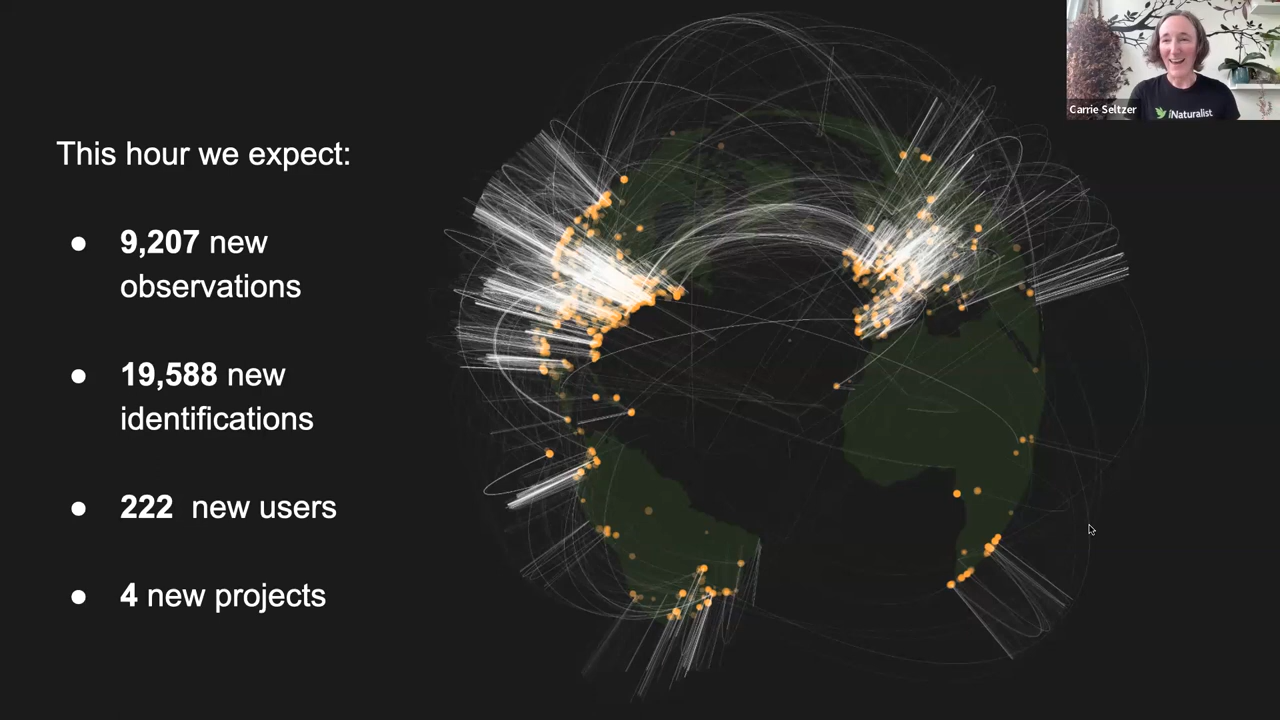 This hour we expect:
● 9,207 new
observations
● 19,588 new
identifications
● 222 new users
● 4 new projects
Carrie Seltzer
iNaturalist